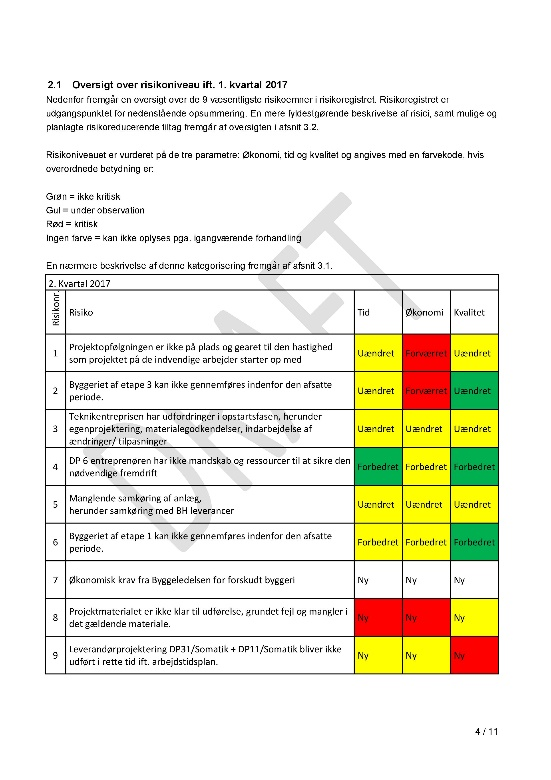 2.1 Oversigt over risikoniveau ift. 1. kvartal 2017
Nedenfor fremgår en oversigt over de 9 væsentligste risikoemner i risikoregistret. Risikoregistret er
udgangspunktet for nedenstående opsummering. En mere fyldestgørende beskrivelse af risici, samt mulige og
planlagte risikoreducerende tiltag fremgår af oversigten i afsnit 3.2.
Risikoniveauet er vurderet på de tre parametre: Økonomi, tid og kvalitet og angives med en farvekode, hvis
overordnede betydning er:
Grøn = ikke kritisk
Gul = under observation
Rød = kritisk
Ingen farve = kan ikke oplyses pga. igangværende forhandling
En nærmere beskrivelse af denne kategorisering fremgår af afsnit 3.1.
DRAFT
2. Kvartal 2017
Risikonr. Risiko Tid Økonomi Kvalitet
1 Projektopfølgningen er ikke på plads og gearet til den hastighed
som projektet på de indvendige arbejder starter op med Uændret Forværret Uændret
2 Byggeriet af etape 3 kan ikke gennemføres indenfor den afsatte
periode. Uændret Forværret Uændret
3 Teknikentreprisen har udfordringer i opstartsfasen, herunder
egenprojektering, materialegodkendelser, indarbejdelse af
ændringer/ tilpasninger Uændret Uændret Uændret
4 DP 6 entreprenøren har ikke mandskab og ressourcer til at sikre den
nødvendige fremdrift Forbedret Forbedret Forbedret
5 Manglende samkøring af anlæg,
herunder samkøring med BH leverancer Uændret Uændret Uændret
6 Byggeriet af etape 1 kan ikke gennemføres indenfor den afsatte
periode. Forbedret Forbedret Forbedret
7 Økonomisk krav fra Byggeledelsen for forskudt byggeri Ny Ny Ny
8 Projektmaterialet er ikke klar til udførelse, grundet fejl og mangler i
det gældende materiale. Ny Ny Ny
9 Leverandørprojektering DP31/Somatik + DP11/Somatik bliver ikke
udført i rette tid ift. arbejdstidsplan. Ny Ny Ny
4 / 11